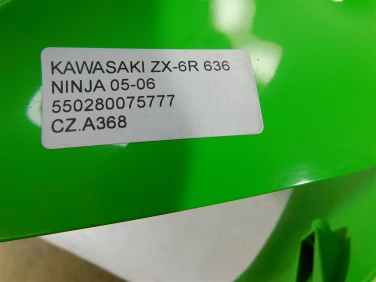 KAWASAKI ZX-6R 636
NINJA 05-06
550280075777
CZ.A368